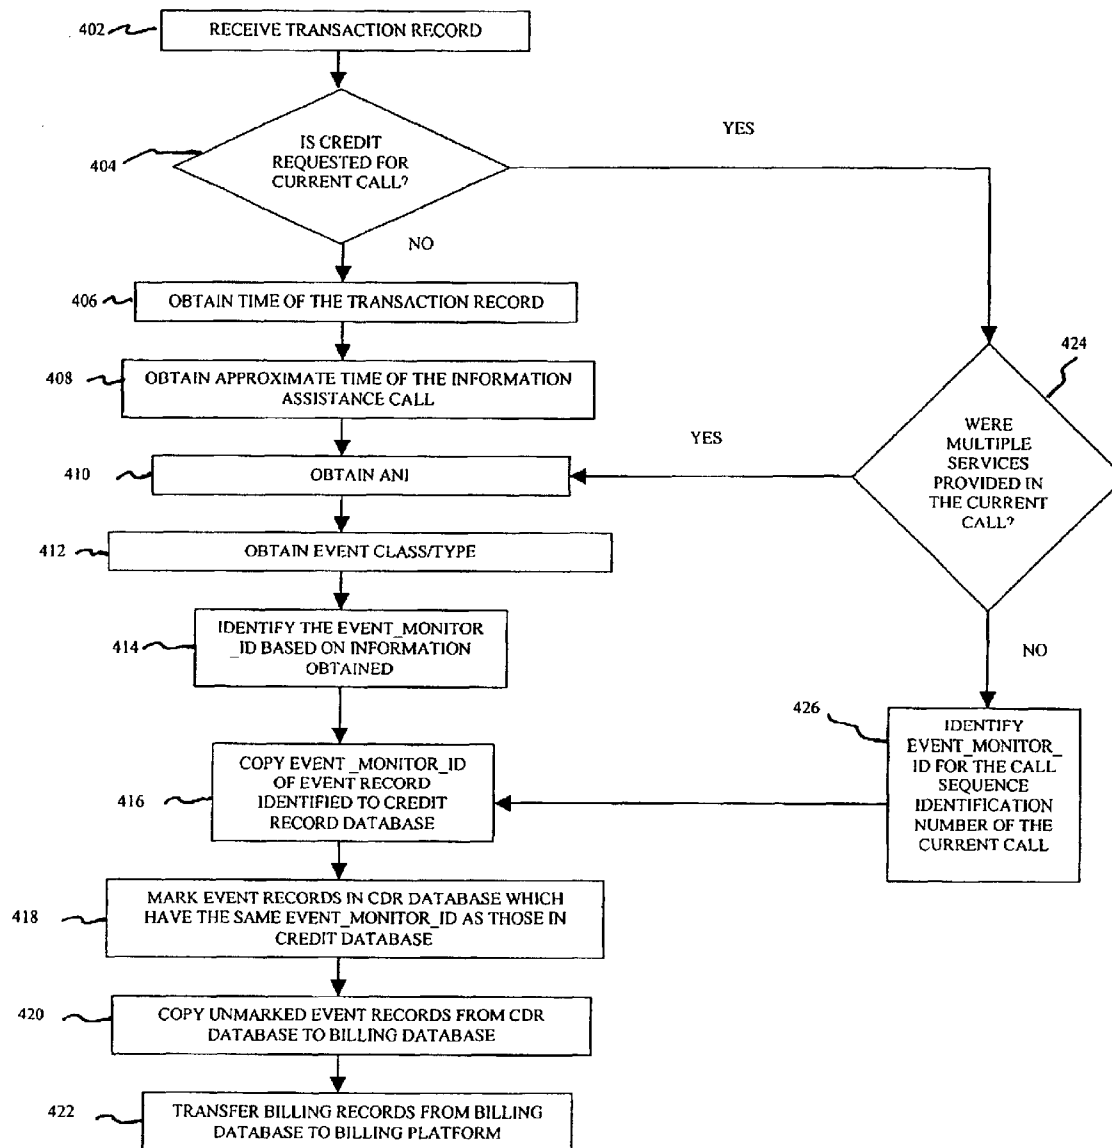 402
RECEIVE TRANSACTION RECORD
404
IS CREDIT
REQUESTED FOR
CURRENT CALL?
YES
NO
406
OBTAIN TIME OF THE TRANSACTION RECORD
408
OBTAIN APPROXIMATE TIME OF THE INFORMATION
ASSISTANCE CALL
424
WERE
MULTIPLE
SERVICES
PROVIDED IN
THE CURRENT
CALL?
YES
NO
410
OBTAIN ANI
412
OBTAIN EVENT CLASS/TYPE
414
IDENTIFY THE EVENT_MONITOR
_ID BASED ON INFORMATION
OBTAINED
426
IDENTIFY
EVENT_MONITOR_
ID FOR THE CALL
SEQUENCE
IDENTIFICATION
NUMBER OF THE
CURRENT CALL
416
COPY EVENT_MONITOR_ID
OF EVENT RECORD
IDENTIFIED TO CREDIT
RECORD DATABASE
418
MARK EVENT RECORDS IN CDR DATABASE WHICH
HAVE THE SAME EVENT_MONITOR_ID AS THOSE IN
CREDIT DATABASE
420
COPY UNMARKED EVENT RECORDS FROM CDR
DATABASE TO BILLING DATABASE
422
TRANSFER BILLING RECORDS FROM BILLING
DATABASE TO BILLING PLATFORM